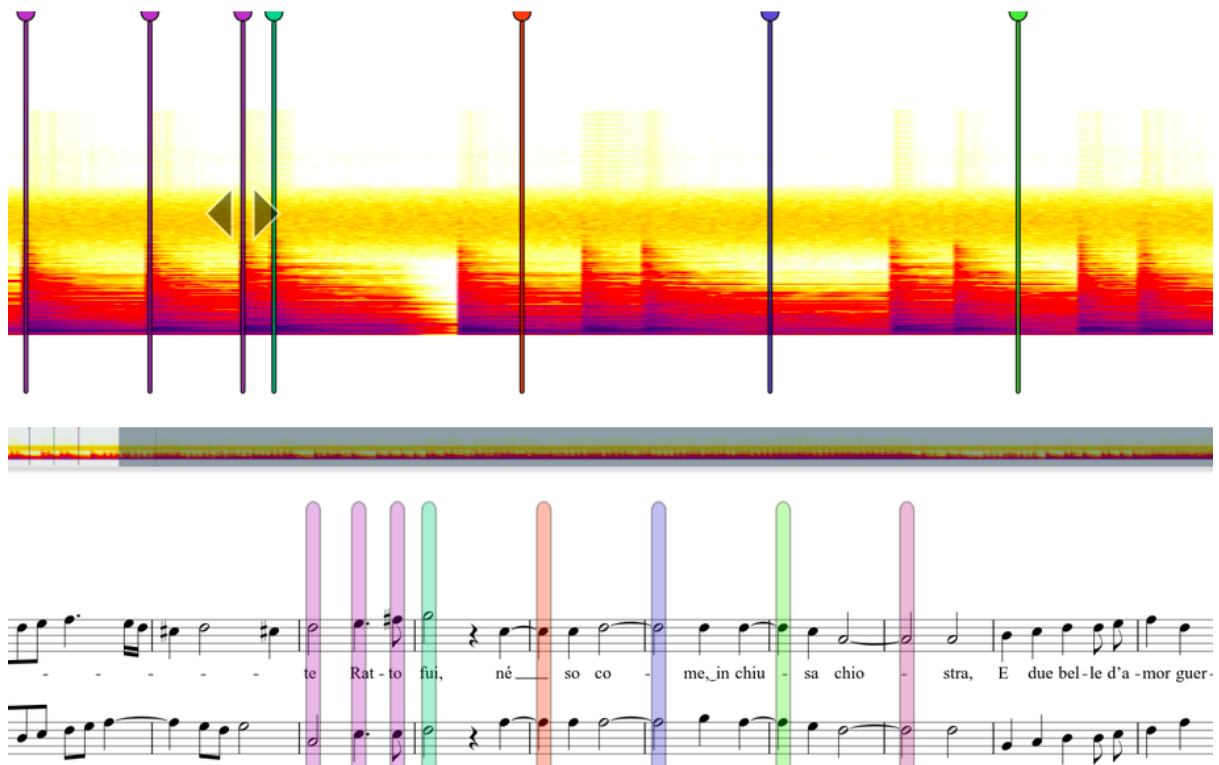 - - - - - te Rat - to fui, né so co - me,‿in chiu - sa chio - stra, E due bel - le d'a - mor guer -